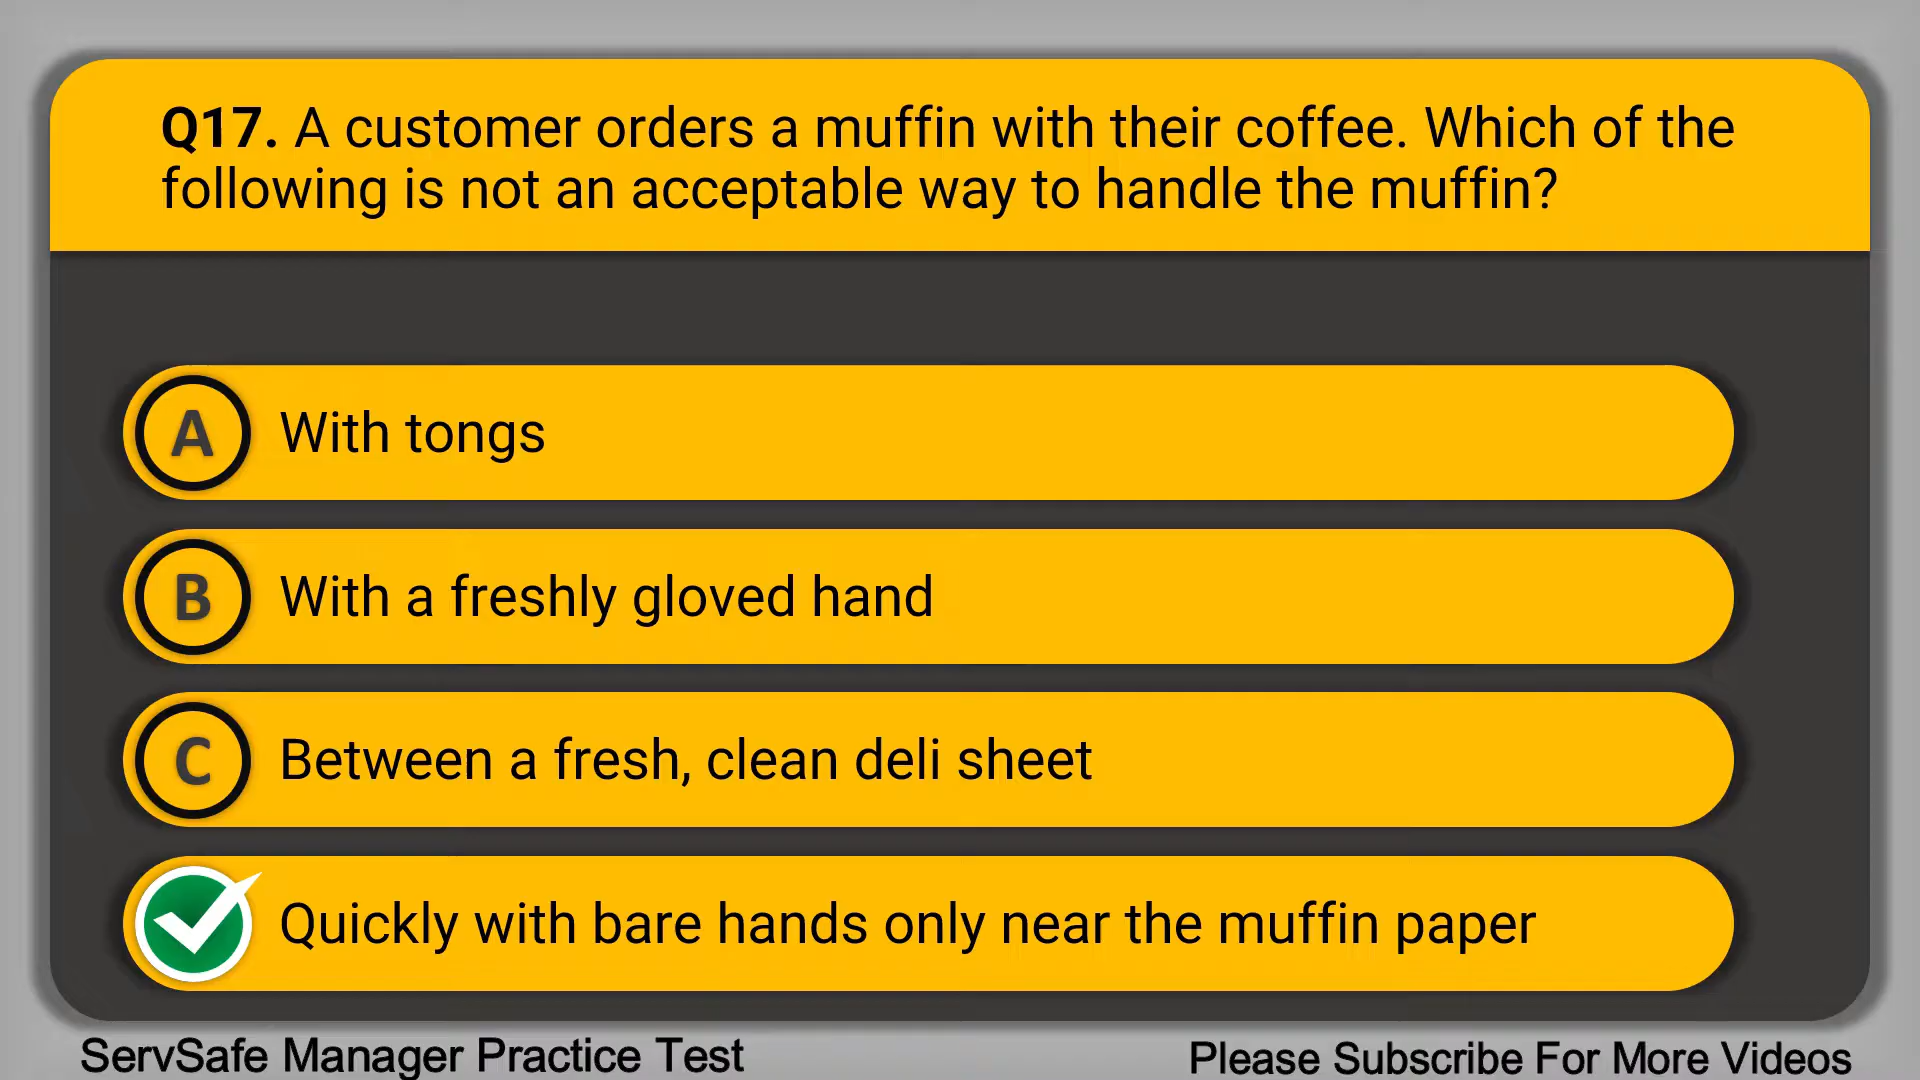 Q17. A customer orders a muffin with their coffee. Which of the
following is not an acceptable way to handle the muffin?
A With tongs
B With a freshly gloved hand
C Between a fresh, clean deli sheet
Quickly with bare hands only near the muffin paper
ServSafe Manager Practice Test
Please Subscribe For More Videos